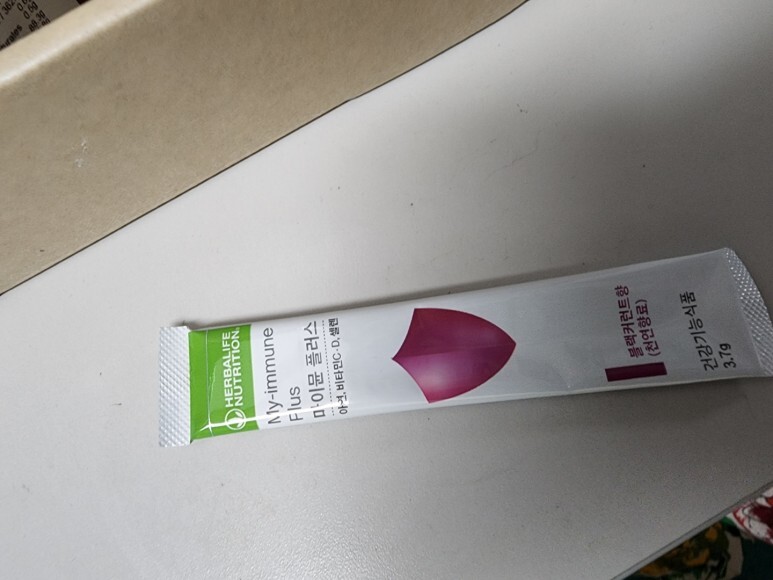 HERBALIFE
NUTRITION
My-immune
Plus
마이뮨 플러스
아연, 비타민C·D, 셀렌
블랙커런트향
(천연향료)
건강기능식품
3.7g